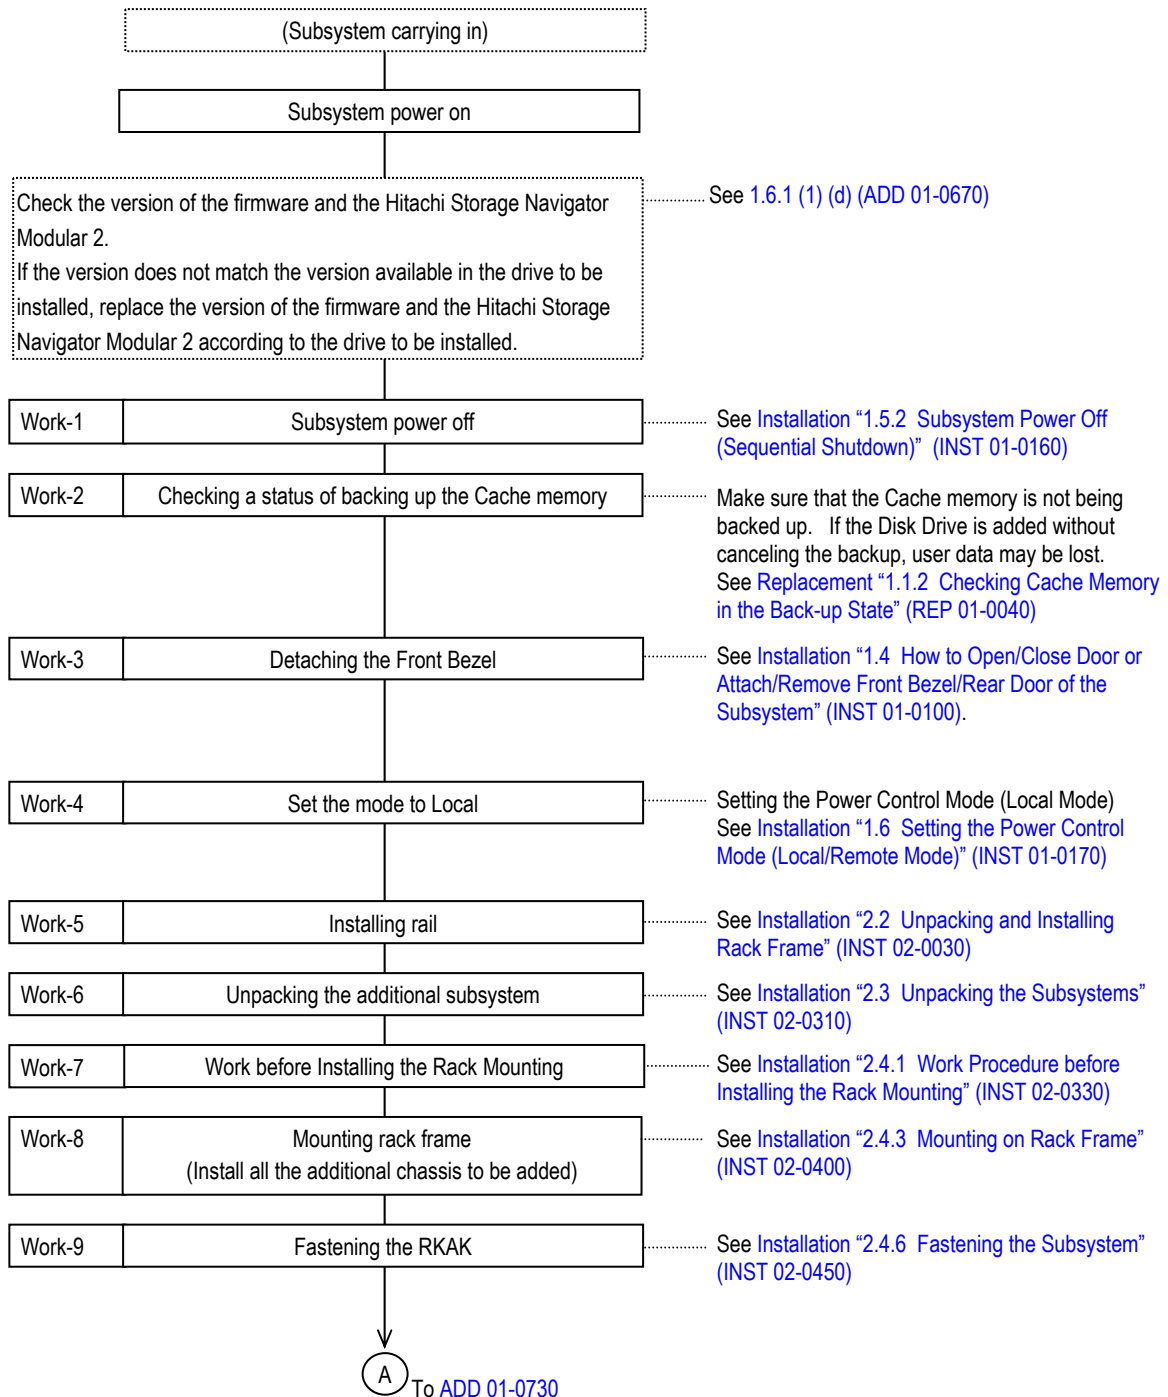 (Subsystem carrying in)
Subsystem power on
Check the version of the firmware and the Hitachi Storage Navigator
Modular 2.
If the version does not match the version available in the drive to be
installed, replace the version of the firmware and the Hitachi Storage
Navigator Modular 2 according to the drive to be installed.
See 1.6.1 (1) (d) (ADD 01-0670)
Work-1
Subsystem power off
See Installation “1.5.2 Subsystem Power Off
(Sequential Shutdown)” (INST 01-0160)
Work-2
Checking a status of backing up the Cache memory
Make sure that the Cache memory is not being
backed up. If the Disk Drive is added without
canceling the backup, user data may be lost.
See Replacement “1.1.2 Checking Cache Memory
in the Back-up State” (REP 01-0040)
Work-3
Detaching the Front Bezel
See Installation “1.4 How to Open/Close Door or
Attach/Remove Front Bezel/Rear Door of the
Subsystem” (INST 01-0100).
Work-4
Set the mode to Local
Setting the Power Control Mode (Local Mode)
See Installation “1.6 Setting the Power Control
Mode (Local/Remote Mode)” (INST 01-0170)
Work-5
Installing rail
See Installation “2.2 Unpacking and Installing
Rack Frame” (INST 02-0030)
Work-6
Unpacking the additional subsystem
See Installation “2.3 Unpacking the Subsystems”
(INST 02-0310)
Work-7
Work before Installing the Rack Mounting
See Installation “2.4.1 Work Procedure before
Installing the Rack Mounting” (INST 02-0330)
Work-8
Mounting rack frame
(Install all the additional chassis to be added)
See Installation “2.4.3 Mounting on Rack Frame”
(INST 02-0400)
Work-9
Fastening the RKAK
See Installation “2.4.6 Fastening the Subsystem”
(INST 02-0450)
A
To ADD 01-0730